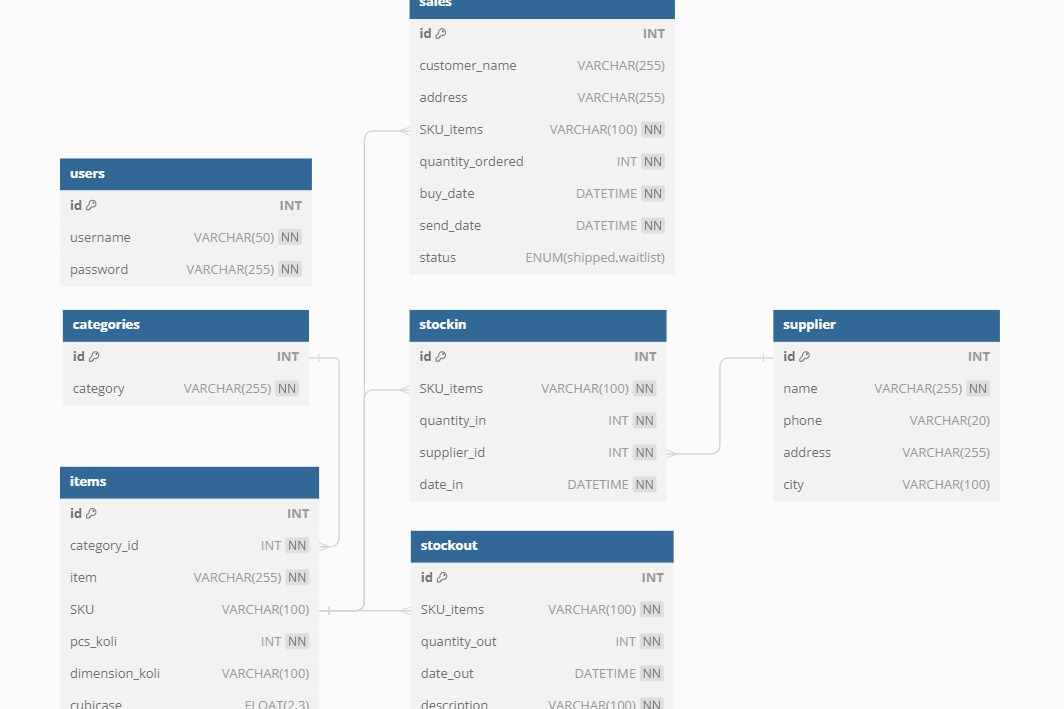 sales
id INT
customer_name VARCHAR(255)
address VARCHAR(255)
SKU_items VARCHAR(100) NN
quantity_ordered INT NN
buy_date DATETIME NN
send_date DATETIME NN
status ENUM(shipped,waitlist)
users
id INT
username VARCHAR(50) NN
password VARCHAR(255) NN
categories
id INT
category VARCHAR(255) NN
stockin
id INT
SKU_items VARCHAR(100) NN
quantity_in INT NN
supplier_id INT NN
date_in DATETIME NN
supplier
id INT
name VARCHAR(255) NN
phone VARCHAR(20)
address VARCHAR(255)
city VARCHAR(100)
items
id INT
category_id INT NN
item VARCHAR(255) NN
SKU VARCHAR(100)
pcs_koli INT NN
dimension_koli VARCHAR(100)
cubicase FLOAT(2,3)
stockout
id INT
SKU_items VARCHAR(100) NN
quantity_out INT NN
date_out DATETIME NN
description VARCHAR(100) NN